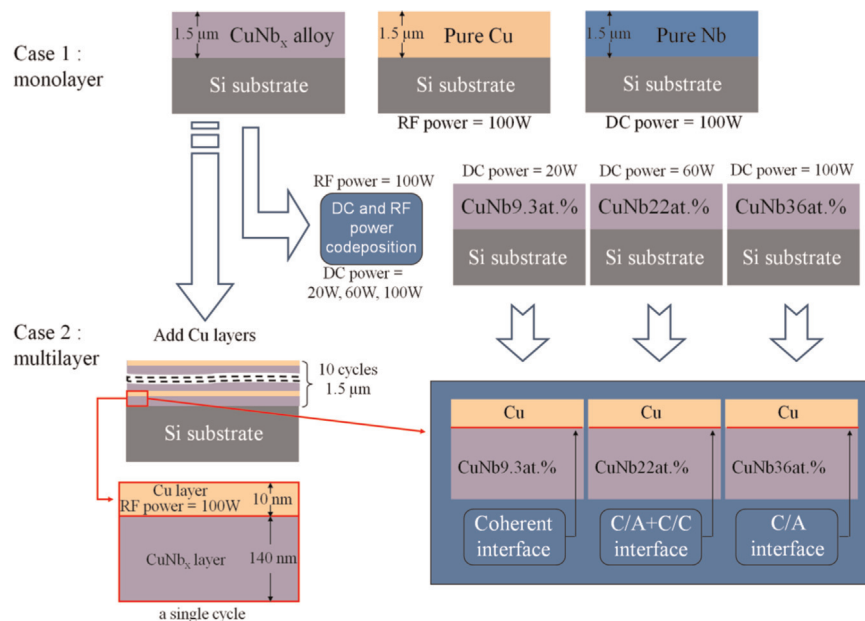 Case 1 :
monolayer
1.5 µm
CuNbₓ alloy
Si substrate
1.5 µm
Pure Cu
Si substrate
RF power = 100W
1.5 µm
Pure Nb
Si substrate
DC power = 100W
RF power = 100W
DC and RF
power
codeposition
DC power =
20W, 60W, 100W
DC power = 20W
CuNb9.3at.%
Si substrate
DC power = 60W
CuNb22at.%
Si substrate
DC power = 100W
CuNb36at.%
Si substrate
Case 2 :
multilayer
Add Cu layers
10 cycles
1.5 µm
Si substrate
Cu layer
RF power = 100W
10 nm
CuNbₓ layer
140 nm
a single cycle
Cu
CuNb9.3at.%
Coherent
interface
Cu
CuNb22at.%
C/A+C/C
interface
Cu
CuNb36at.%
C/A
interface